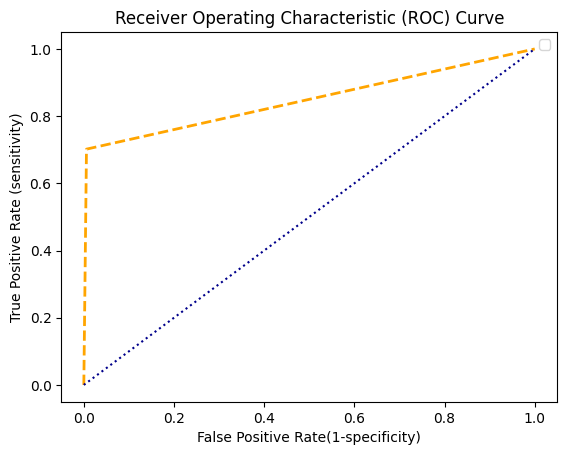 Receiver Operating Characteristic (ROC) Curve
1.0
0.8
0.6
0.4
0.2
0.0
True Positive Rate (sensitivity)
0.0 0.2 0.4 0.6 0.8 1.0
False Positive Rate(1-specificity)